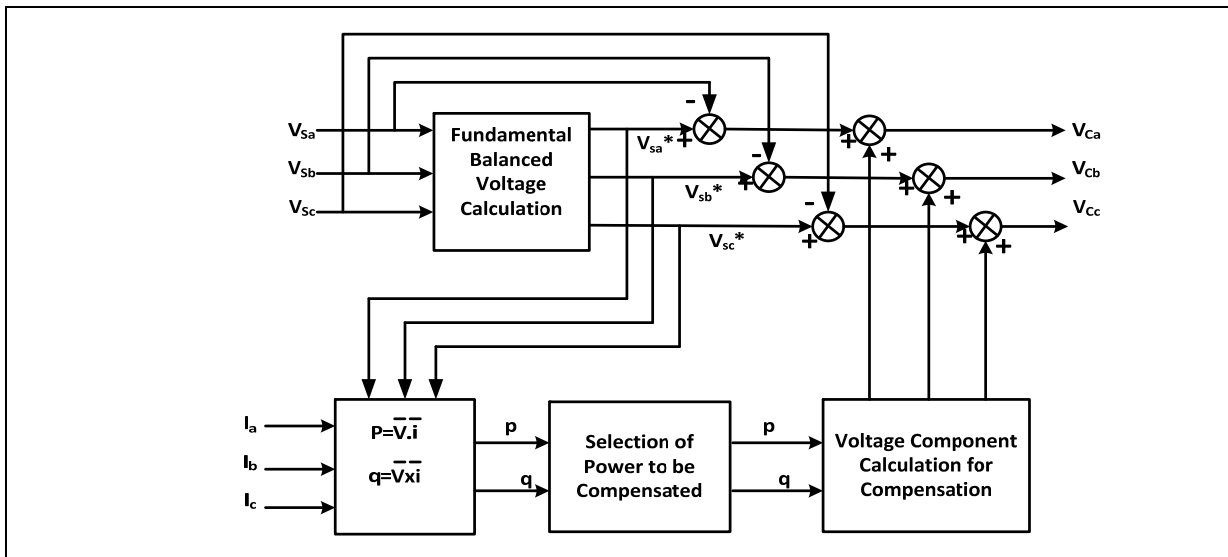 V_Sa
V_Sb
V_Sc
Fundamental
Balanced
Voltage
Calculation
V_sa*
-
+
V_sb*
-
+
V_sc*
-
+
+
+
+
+
+
+
V_Ca
V_Cb
V_Cc
I_a
I_b
I_c
P=V̅.i̅
q=V̅xi̅
p
q
Selection of
Power to be
Compensated
p
q
Voltage Component
Calculation for
Compensation